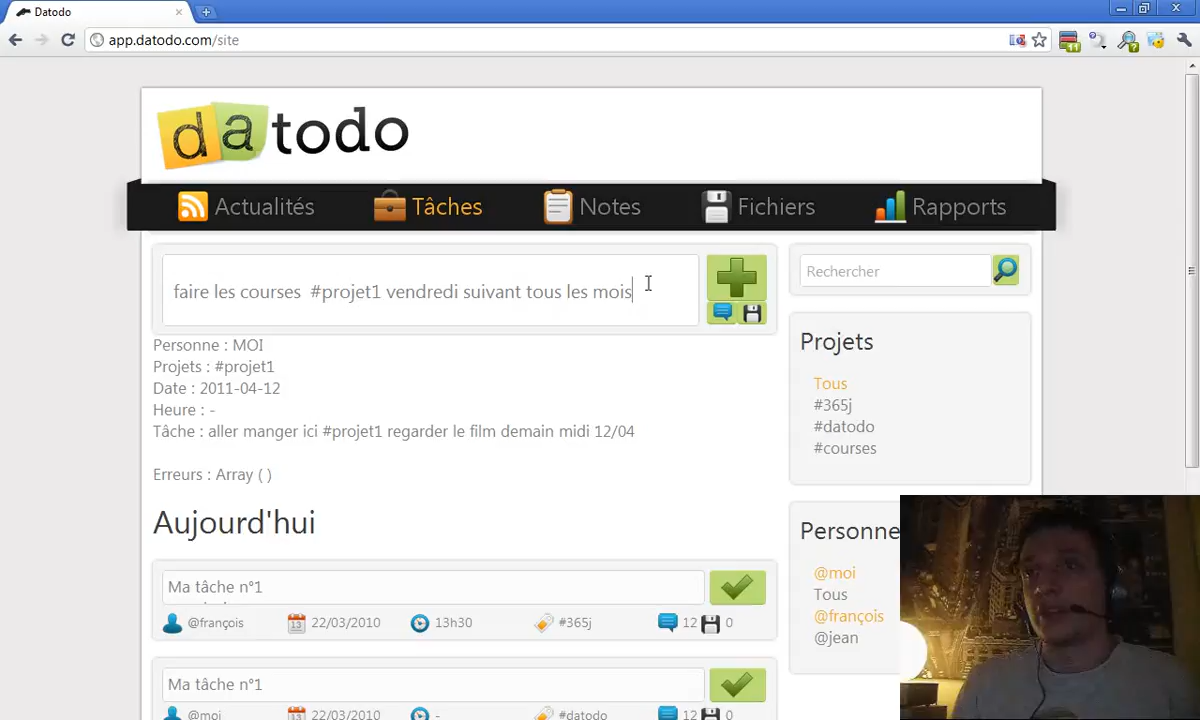 Datodo
app.datodo.com/site
11
datodo
Actualités
Tâches
Notes
Fichiers
Rapports
faire les courses #projet1 vendredi suivant tous les mois
Rechercher
Personne : MOI
Projets : #projet1
Date : 2011-04-12
Heure : -
Tâche : aller manger ici #projet1 regarder le film demain midi 12/04
Erreurs : Array ( )
Projets
Tous
#365j
#datodo
#courses
Aujourd'hui
Ma tâche n°1
@françois
13
22/03/2010
13h30
#365j
12
0
Ma tâche n°1
@moi
13
22/03/2010
-
#datodo
12
0
Personne
@moi
Tous
@françois
@jean